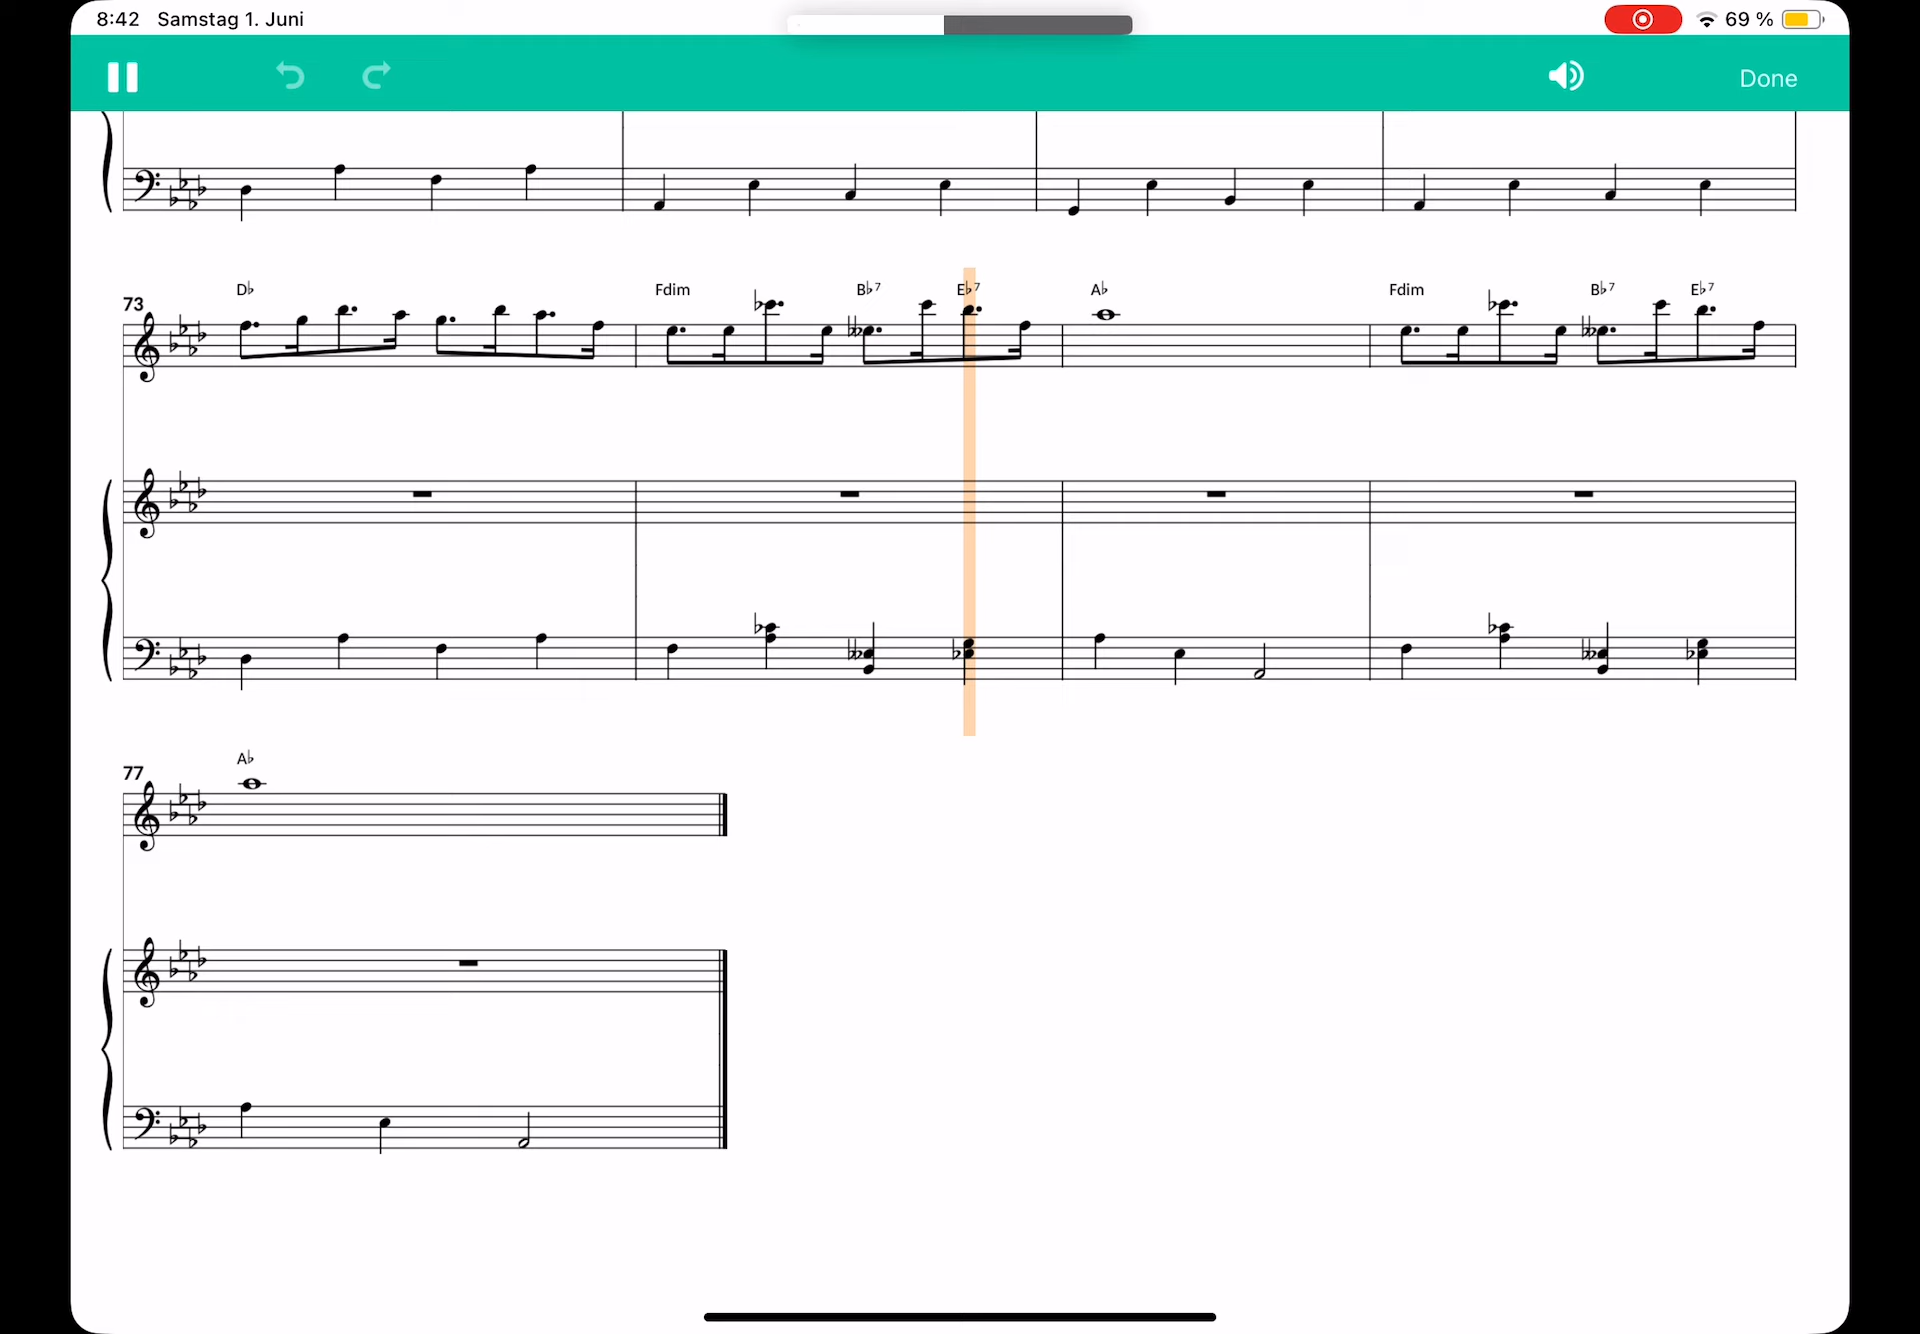 8:42 Samstag 1. Juni 69 %
Done
73 D♭ Fdim B♭7 E♭7 A♭ Fdim B♭7 E♭7
77 A♭